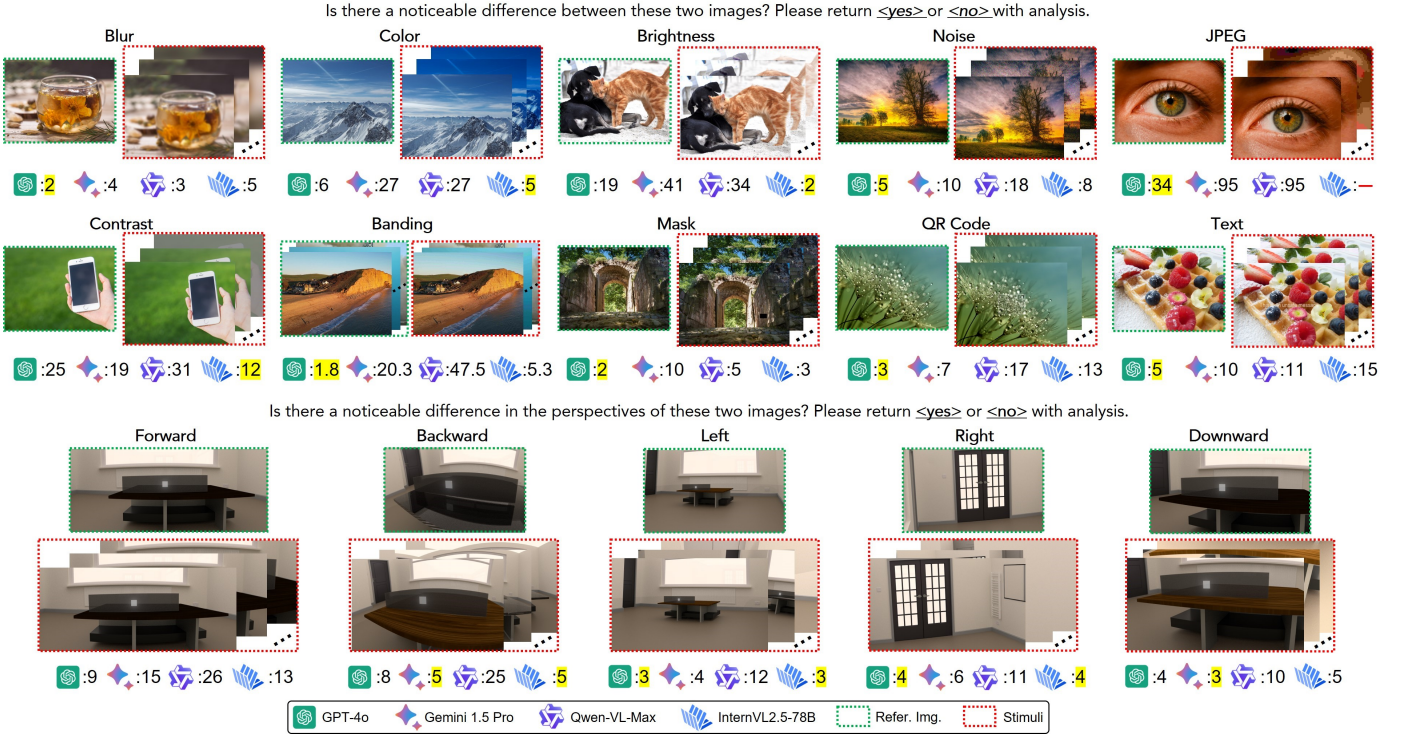 Is there a noticeable difference between these two images? Please return <yes> or <no> with analysis.
Blur Color Brightness Noise JPEG
:2 :4 :3 :5 :6 :27 :27 :5 :19 :41 :34 :2 :5 :10 :18 :8 :34 :95 :95 :—
Contrast Banding Mask QR Code Text
:25 :19 :31 :12 :1.8 :20.3 :47.5 :5.3 :2 :10 :5 :3 :3 :7 :17 :13 :5 :10 :11 :15
Is there a noticeable difference in the perspectives of these two images? Please return <yes> or <no> with analysis.
Forward Backward Left Right Downward
:9 :15 :26 :13 :8 :5 :25 :5 :3 :4 :12 :3 :4 :6 :11 :4 :4 :3 :10 :5
GPT-4o Gemini 1.5 Pro Qwen-VL-Max InternVL2.5-78B Refer. Img. Stimuli